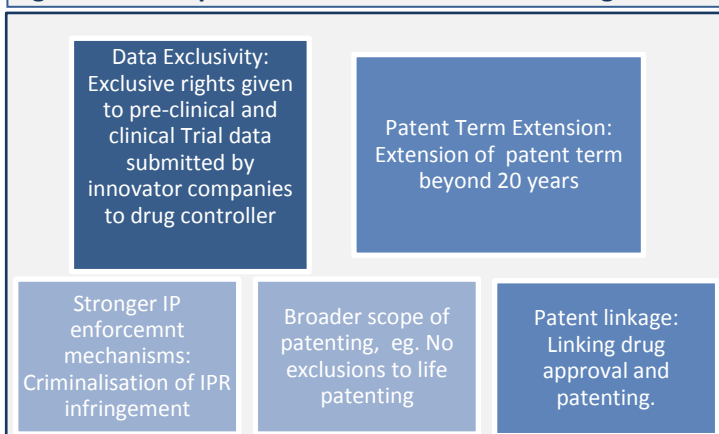 Data Exclusivity:
Exclusive rights given
to pre-clinical and
clinical Trial data
submitted by
innovator companies
to drug controller
Patent Term Extension:
Extension of patent term
beyond 20 years
Stronger IP
enforcemnt
mechanisms:
Criminalisation of IPR
infringement
Broader scope of
patenting, eg. No
exclusions to life
patenting
Patent linkage:
Linking drug
approval and
patenting.